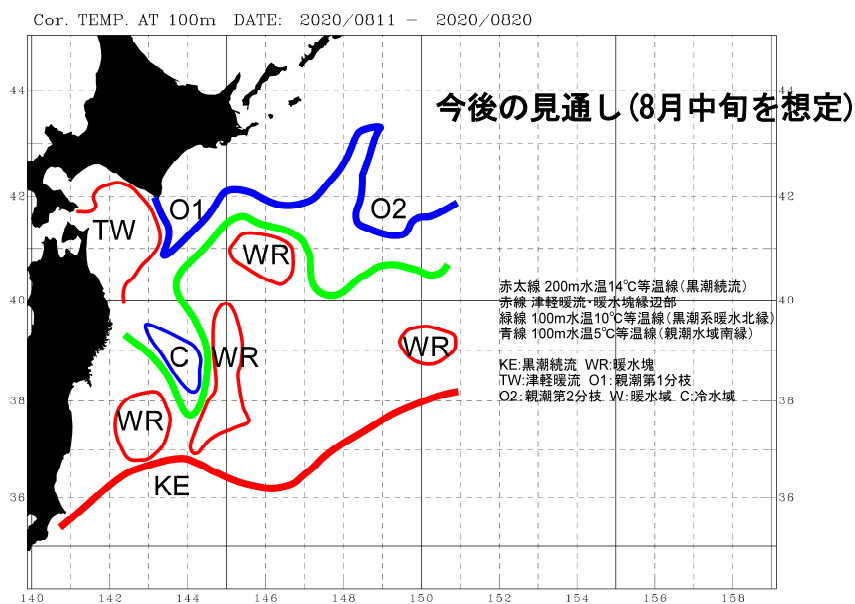 Cor. TEMP. AT 100m DATE: 2020/0811 - 2020/0820
今後の見通し(8月中旬を想定)
44
44
42
42
O1
O2
TW
WR
赤太線 200m水温14℃等温線(黒潮続流)
赤線 津軽暖流・暖水塊縁辺部
緑線 100m水温10℃等温線(黒潮系暖水北縁)
青線 100m水温5℃等温線(親潮水域南縁)
40
40
C
WR
WR
KE:黒潮続流 WR:暖水塊
TW:津軽暖流 O1:親潮第1分枝
O2:親潮第2分枝 W:暖水域 C:冷水域
38
38
WR
KE
36
36
140 142 144 146 148 150 152 154 156 158